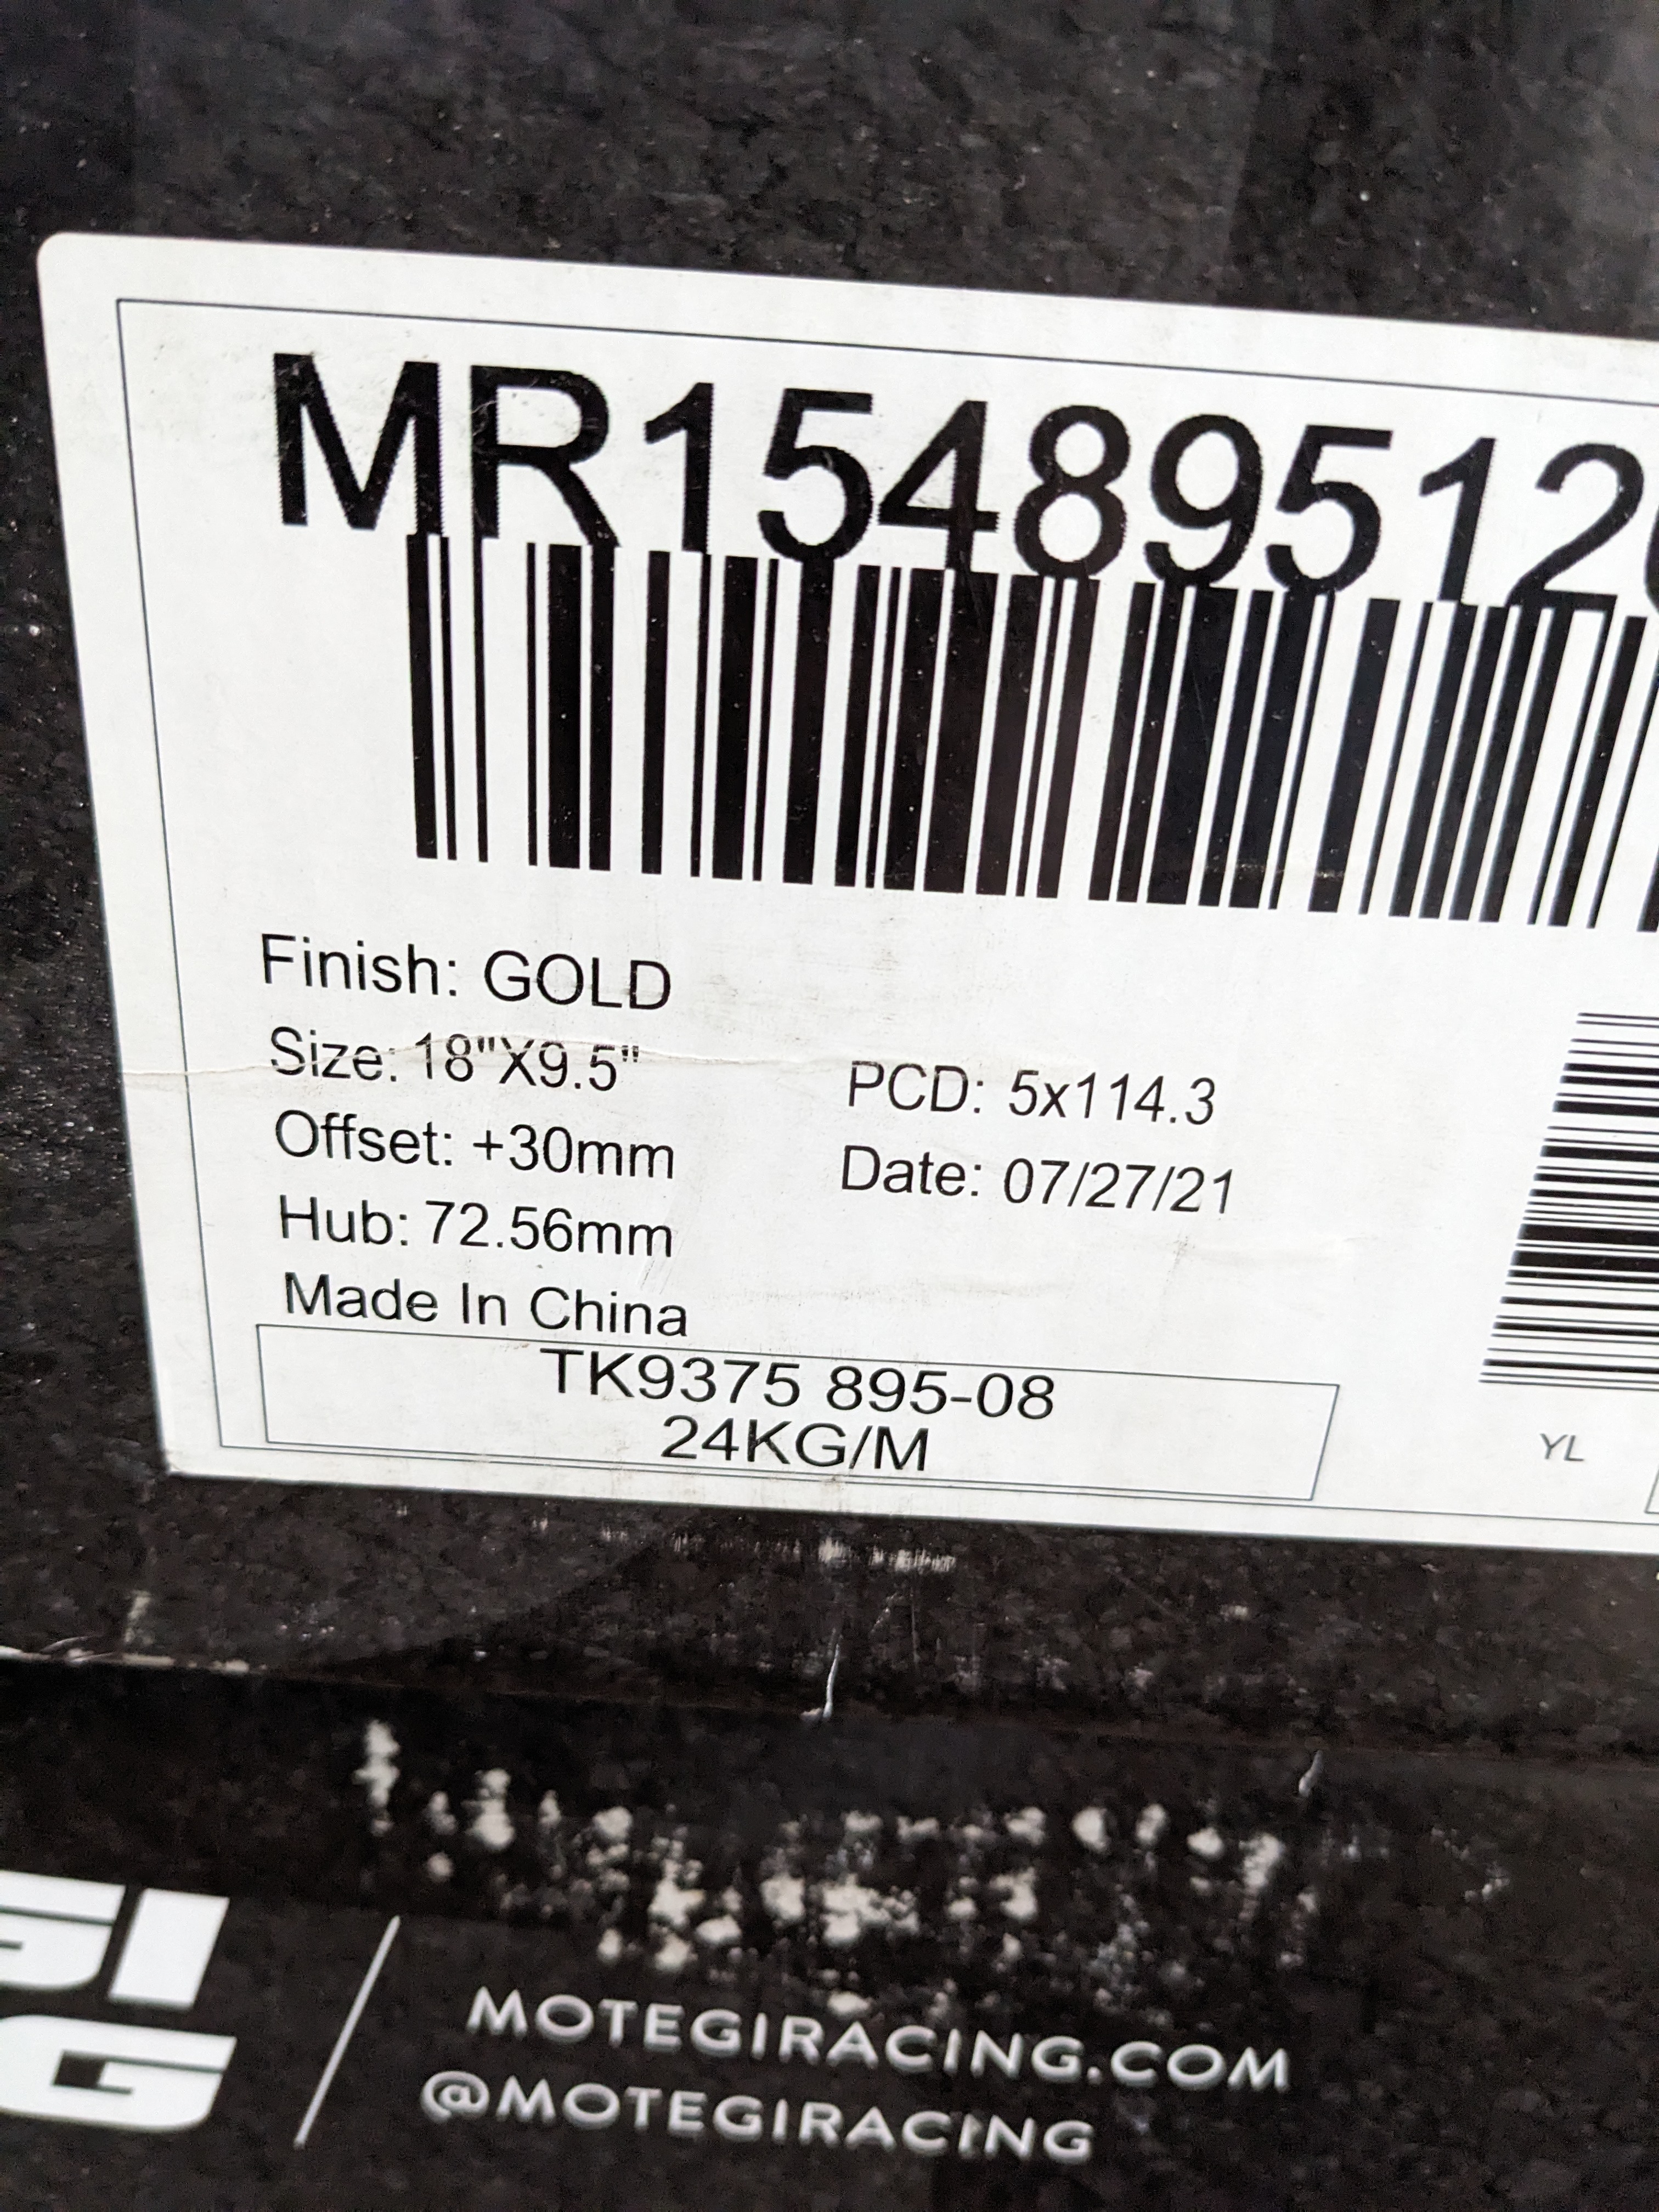 MR15489512
Finish: GOLD
Size: 18"X9.5"
PCD: 5x114.3
Offset: +30mm
Date: 07/27/21
Hub: 72.56mm
Made In China
TK9375 895-08
24KG/M
YL
MOTEGIRACING.COM
@MOTEGIRACING